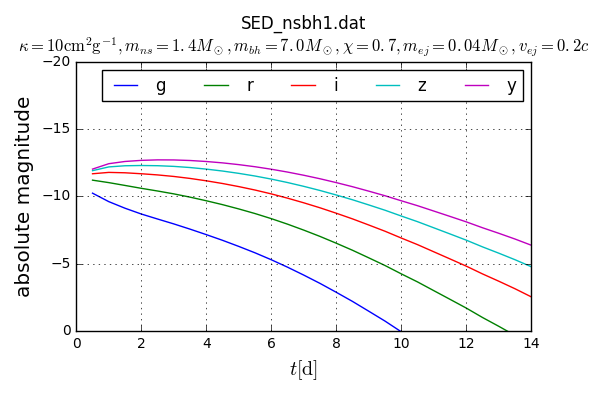 SED_nsbh1.dat
κ = 10cm²g⁻¹, m_ns = 1.4M_⊙, m_bh = 7.0M_⊙, χ = 0.7, m_ej = 0.04M_⊙, v_ej = 0.2c
g r i z y
−20
−15
−10
−5
0
absolute magnitude
0 2 4 6 8 10 12 14
t[d]